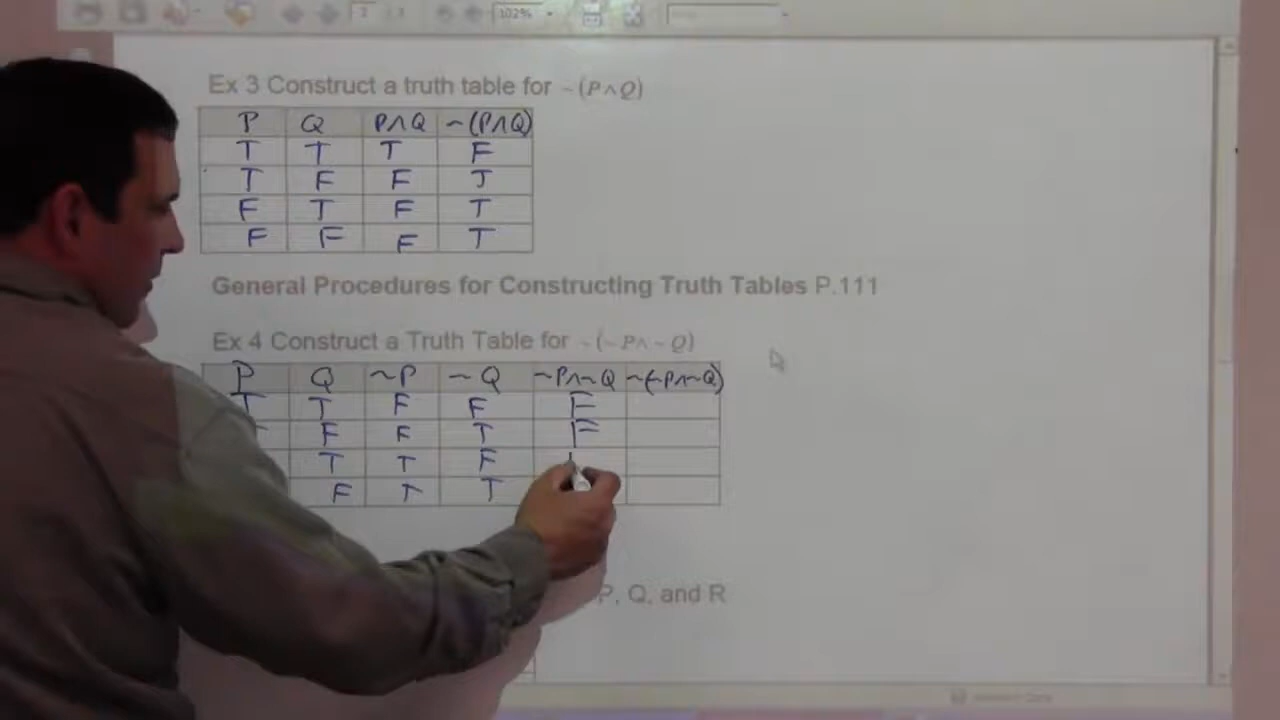 102%
Ex 3 Construct a truth table for ~(P∧Q)
P Q P∧Q ~(P∧Q)
T T T F
T F F T
F T F T
F F F T
General Procedures for Constructing Truth Tables P.111
Ex 4 Construct a Truth Table for ~(~P∧~Q)
P Q ~P ~Q ~P∧~Q ~(~P∧~Q)
T T F F F
T F F T F
T T F
F T T
P, Q, and R